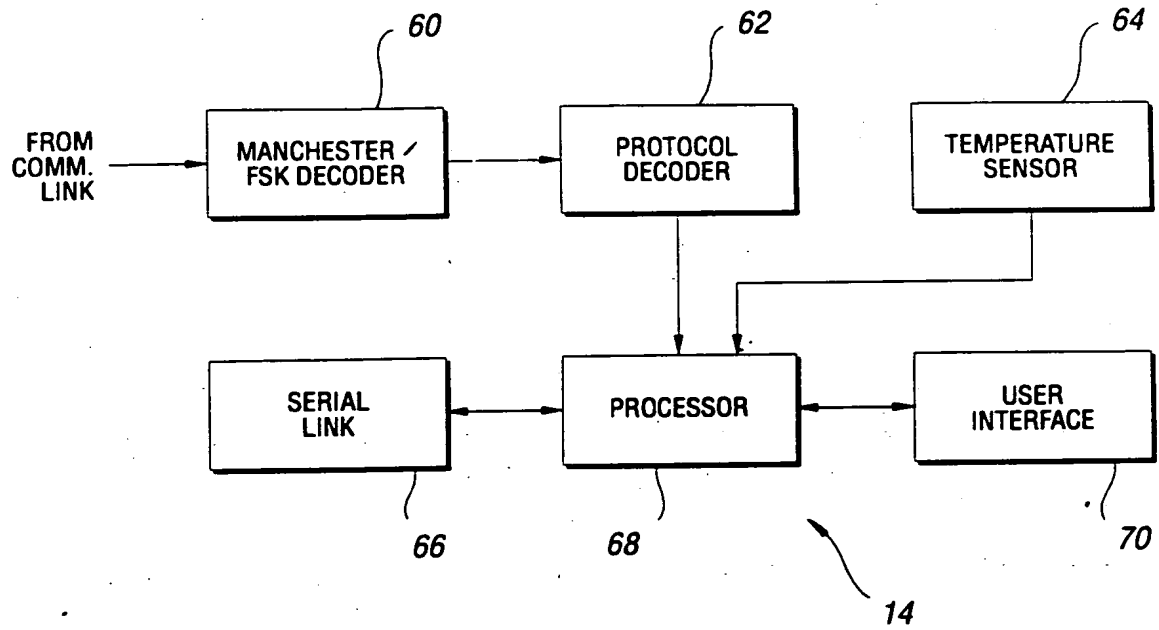 60
62
64
FROM
COMM.
LINK
MANCHESTER /
FSK DECODER
PROTOCOL
DECODER
TEMPERATURE
SENSOR
SERIAL
LINK
PROCESSOR
USER
INTERFACE
66
68
70
14